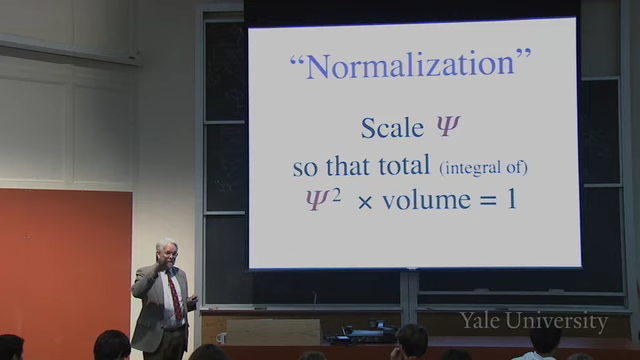 “Normalization”
Scale Ψ
so that total (integral of)
Ψ² × volume = 1
Yale University